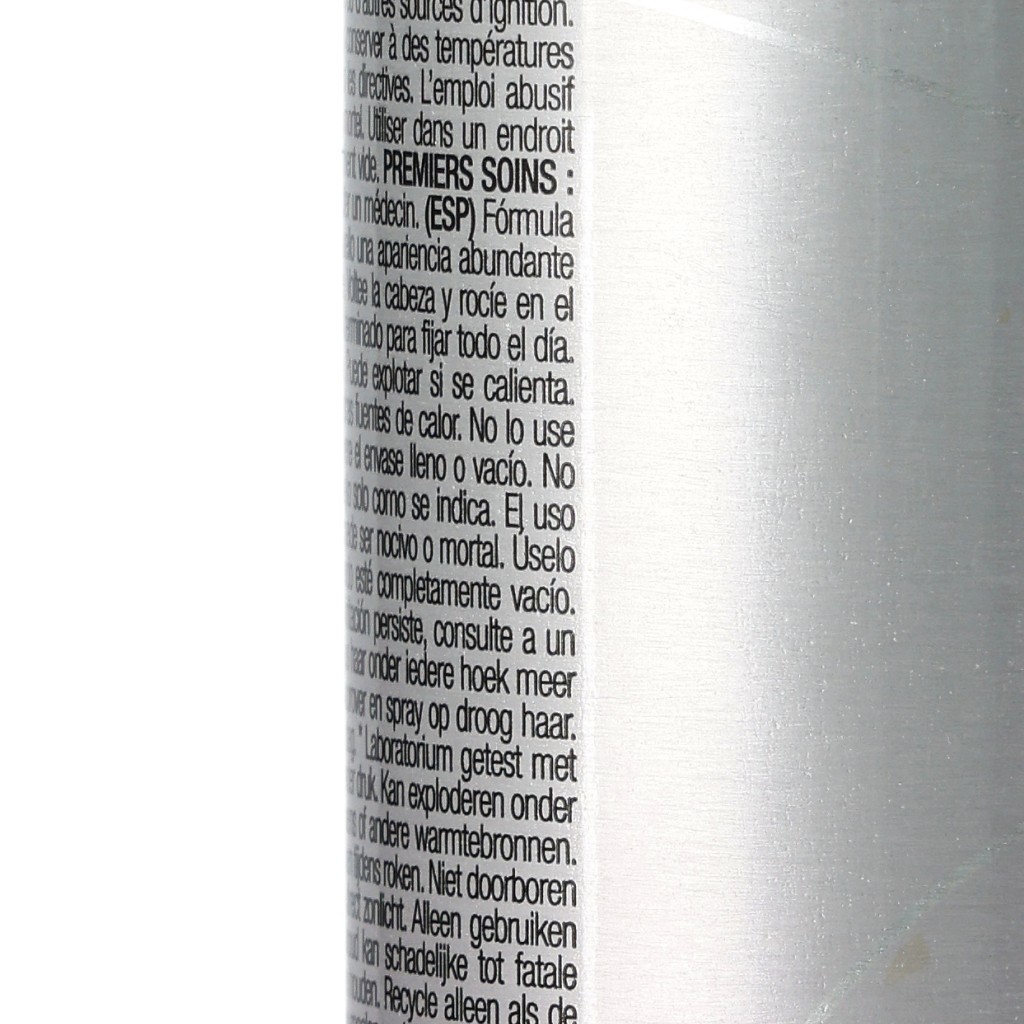 sources d'ignition.
à des températures
directives. L'emploi abusif
Utiliser dans un endroit
vide. PREMIERS SOINS :
un médecin. (ESP) Fórmula
una apariencia abundante
la cabeza y rocíe en el
para fijar todo el día.
explotar si se calienta.
fuentes de calor. No lo use
el envase lleno o vacío. No
solo como se indica. El uso
ser nocivo o mortal. Úselo
esté completamente vacío.
persiste, consulte a un
haar onder iedere hoek meer
en spray op droog haar.
*Laboratorium getest met
druk. Kan exploderen onder
of andere warmtebronnen.
tijdens roken. Niet doorboren
zonlicht. Alleen gebruiken
kan schadelijke tot fatale
Recycle alleen als de